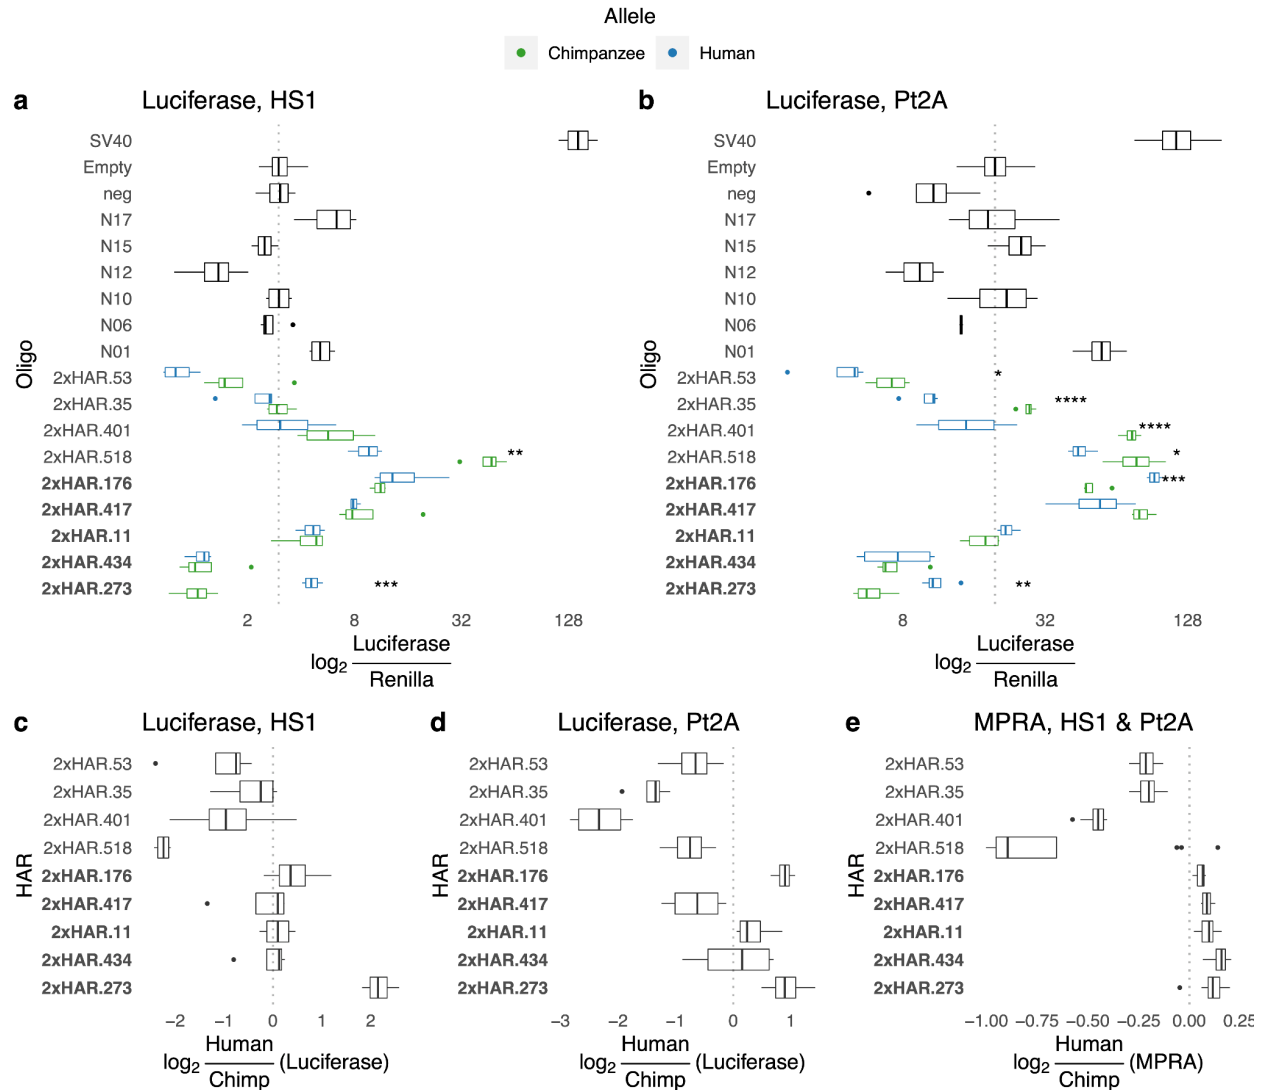 Allele
Chimpanzee Human
a Luciferase, HS1
SV40
Empty
neg
N17
N15
N12
N10
N06
N01
2xHAR.53
2xHAR.35
2xHAR.401
2xHAR.518 **
2xHAR.176
2xHAR.417
2xHAR.11
2xHAR.434
2xHAR.273 ***
Oligo
2 8 32 128
log2 Luciferase
Renilla
b Luciferase, Pt2A
SV40
Empty
neg
N17
N15
N12
N10
N06
N01
2xHAR.53 *
2xHAR.35 ****
2xHAR.401 ****
2xHAR.518 *
2xHAR.176 ***
2xHAR.417
2xHAR.11
2xHAR.434
2xHAR.273 **
Oligo
8 32 128
log2 Luciferase
Renilla
c Luciferase, HS1
2xHAR.53
2xHAR.35
2xHAR.401
2xHAR.518
2xHAR.176
2xHAR.417
2xHAR.11
2xHAR.434
2xHAR.273
HAR
−2 −1 0 1 2
log2 Human (Luciferase)
Chimp
d Luciferase, Pt2A
2xHAR.53
2xHAR.35
2xHAR.401
2xHAR.518
2xHAR.176
2xHAR.417
2xHAR.11
2xHAR.434
2xHAR.273
HAR
−3 −2 −1 0 1
log2 Human (Luciferase)
Chimp
e MPRA, HS1 & Pt2A
2xHAR.53
2xHAR.35
2xHAR.401
2xHAR.518
2xHAR.176
2xHAR.417
2xHAR.11
2xHAR.434
2xHAR.273
HAR
−1.00 −0.75 −0.50 −0.25 0.00 0.25
log2 Human (MPRA)
Chimp